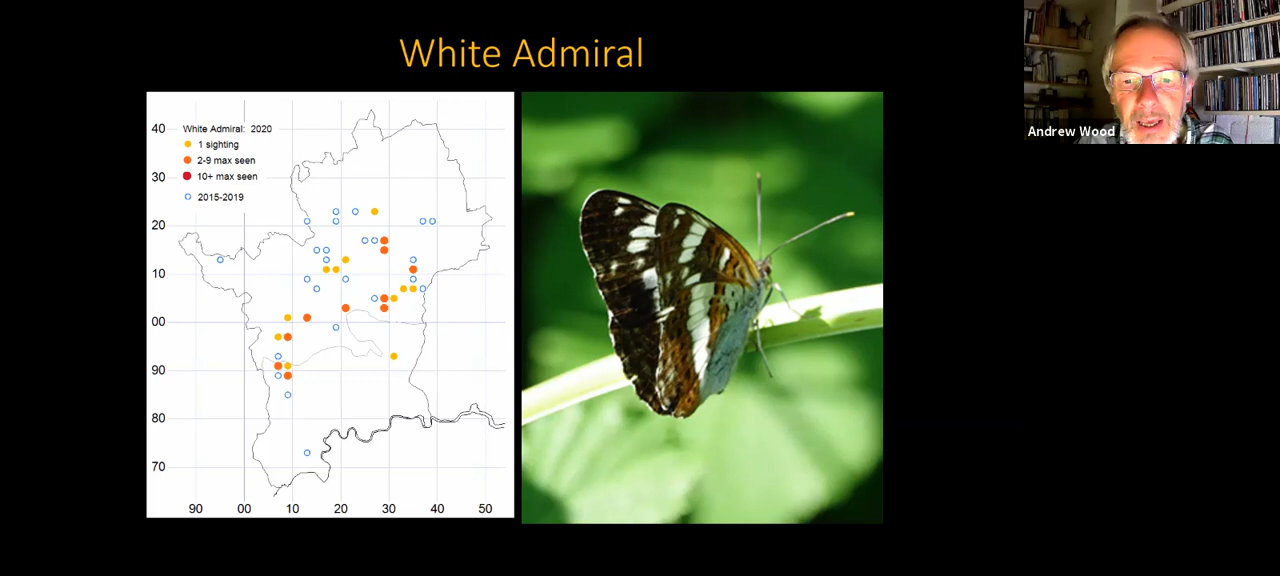 White Admiral
White Admiral: 2020
1 sighting
2-9 max seen
10+ max seen
2015-2019
40
30
20
10
00
90
80
70
90 00 10 20 30 40 50
Andrew Wood